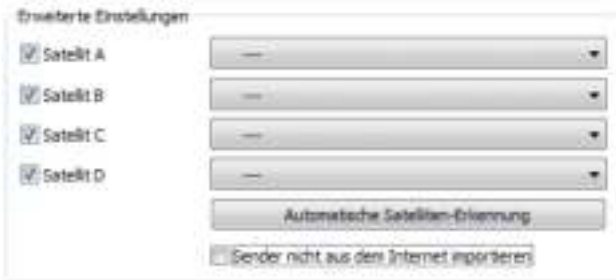 Erweiterte Einstellungen
Satellit A
---
Satellit B
---
Satellit C
---
Satellit D
---
Automatische Satelliten-Erkennung
Sender nicht aus dem Internet importieren